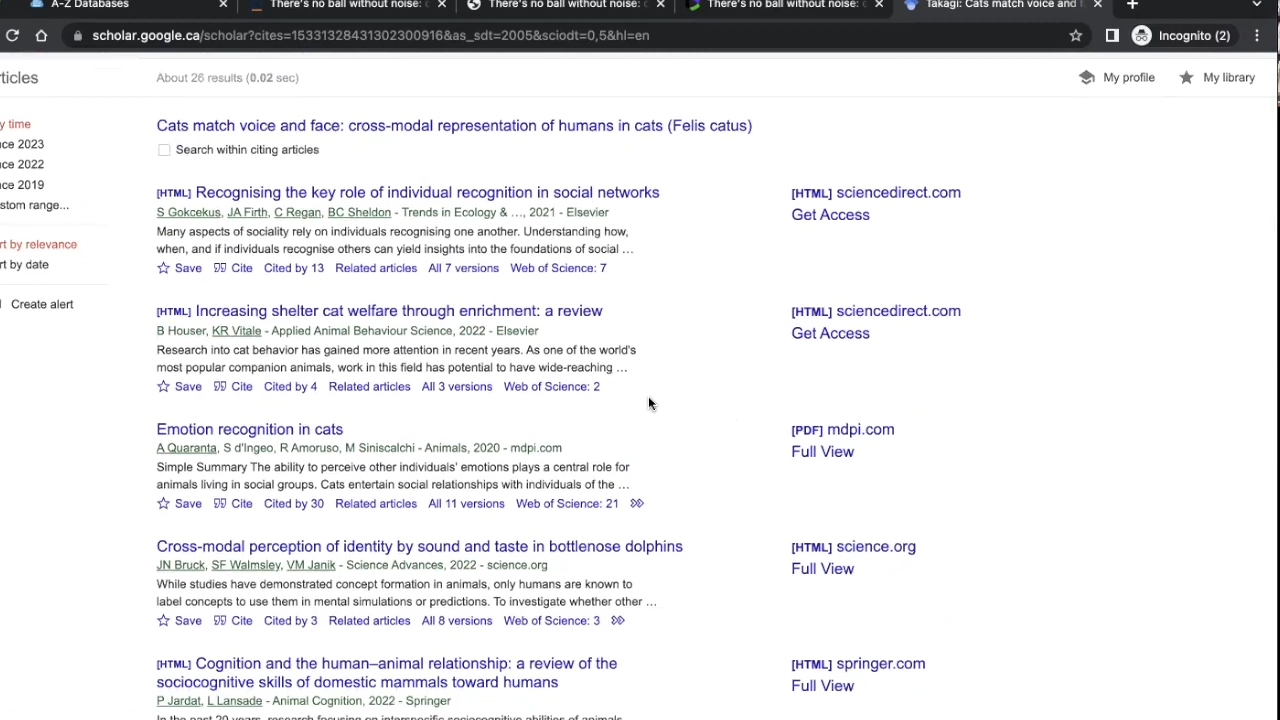 A-Z Databases
There's no ball without noise:
There's no ball without noise:
There's no ball without noise:
Takagi: Cats match voice and
scholar.google.ca/scholar?cites=15331328431302300916&as_sdt=2005&sciodt=0,5&hl=en
Incognito (2)
rticles
About 26 results (0.02 sec)
My profile
My library
y time
nce 2023
nce 2022
nce 2019
stom range...
rt by relevance
rt by date
Create alert
Cats match voice and face: cross-modal representation of humans in cats (Felis catus)
Search within citing articles
[HTML] Recognising the key role of individual recognition in social networks
S Gokcekus, JA Firth, C Regan, BC Sheldon - Trends in Ecology & …, 2021 - Elsevier
Many aspects of sociality rely on individuals recognising one another. Understanding how,
when, and if individuals recognise others can yield insights into the foundations of social …
Save Cite Cited by 13 Related articles All 7 versions Web of Science: 7
[HTML] sciencedirect.com
Get Access
[HTML] Increasing shelter cat welfare through enrichment: a review
B Houser, KR Vitale - Applied Animal Behaviour Science, 2022 - Elsevier
Research into cat behavior has gained more attention in recent years. As one of the world's
most popular companion animals, work in this field has potential to have wide-reaching …
Save Cite Cited by 4 Related articles All 3 versions Web of Science: 2
[HTML] sciencedirect.com
Get Access
Emotion recognition in cats
A Quaranta, S d'Ingeo, R Amoruso, M Siniscalchi - Animals, 2020 - mdpi.com
Simple Summary The ability to perceive other individuals' emotions plays a central role for
animals living in social groups. Cats entertain social relationships with individuals of the …
Save Cite Cited by 30 Related articles All 11 versions Web of Science: 21
[PDF] mdpi.com
Full View
Cross-modal perception of identity by sound and taste in bottlenose dolphins
JN Bruck, SF Walmsley, VM Janik - Science Advances, 2022 - science.org
While studies have demonstrated concept formation in animals, only humans are known to
label concepts to use them in mental simulations or predictions. To investigate whether other …
Save Cite Cited by 3 Related articles All 8 versions Web of Science: 3
[HTML] science.org
Full View
[HTML] Cognition and the human–animal relationship: a review of the
sociocognitive skills of domestic mammals toward humans
P Jardat, L Lansade - Animal Cognition, 2022 - Springer
In the past 20 years, research focusing on interspecific sociocognitive abilities of animals
[HTML] springer.com
Full View